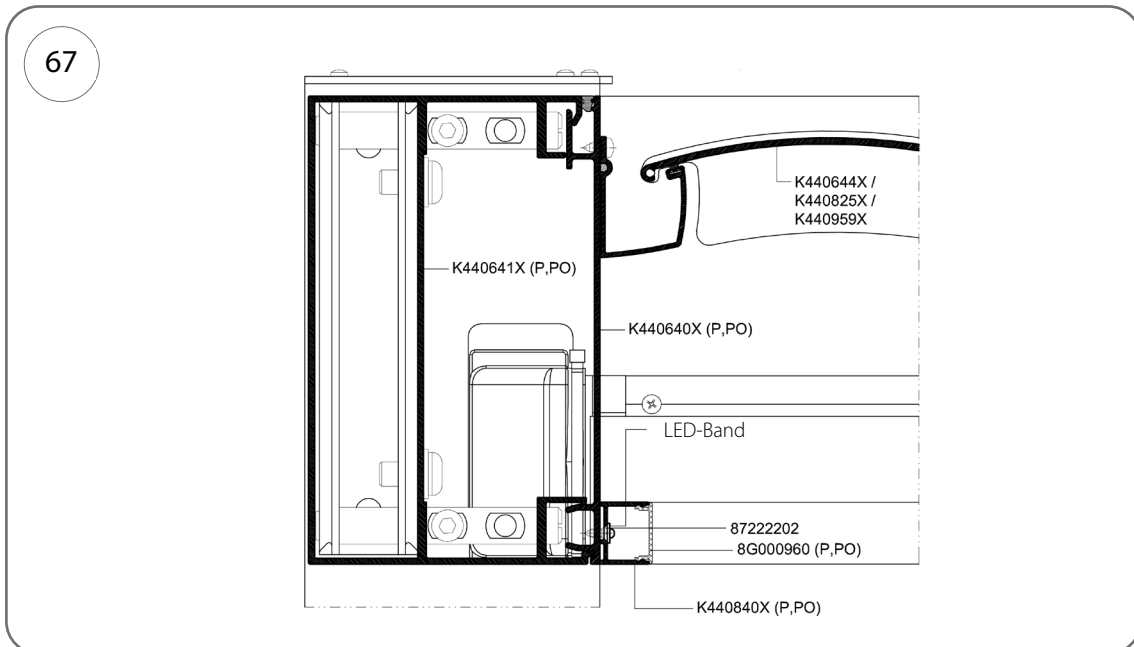 67
K440644X /
K440825X /
K440959X
K440641X (P,PO)
K440640X (P,PO)
LED-Band
87222202
8G000960 (P,PO)
K440840X (P,PO)